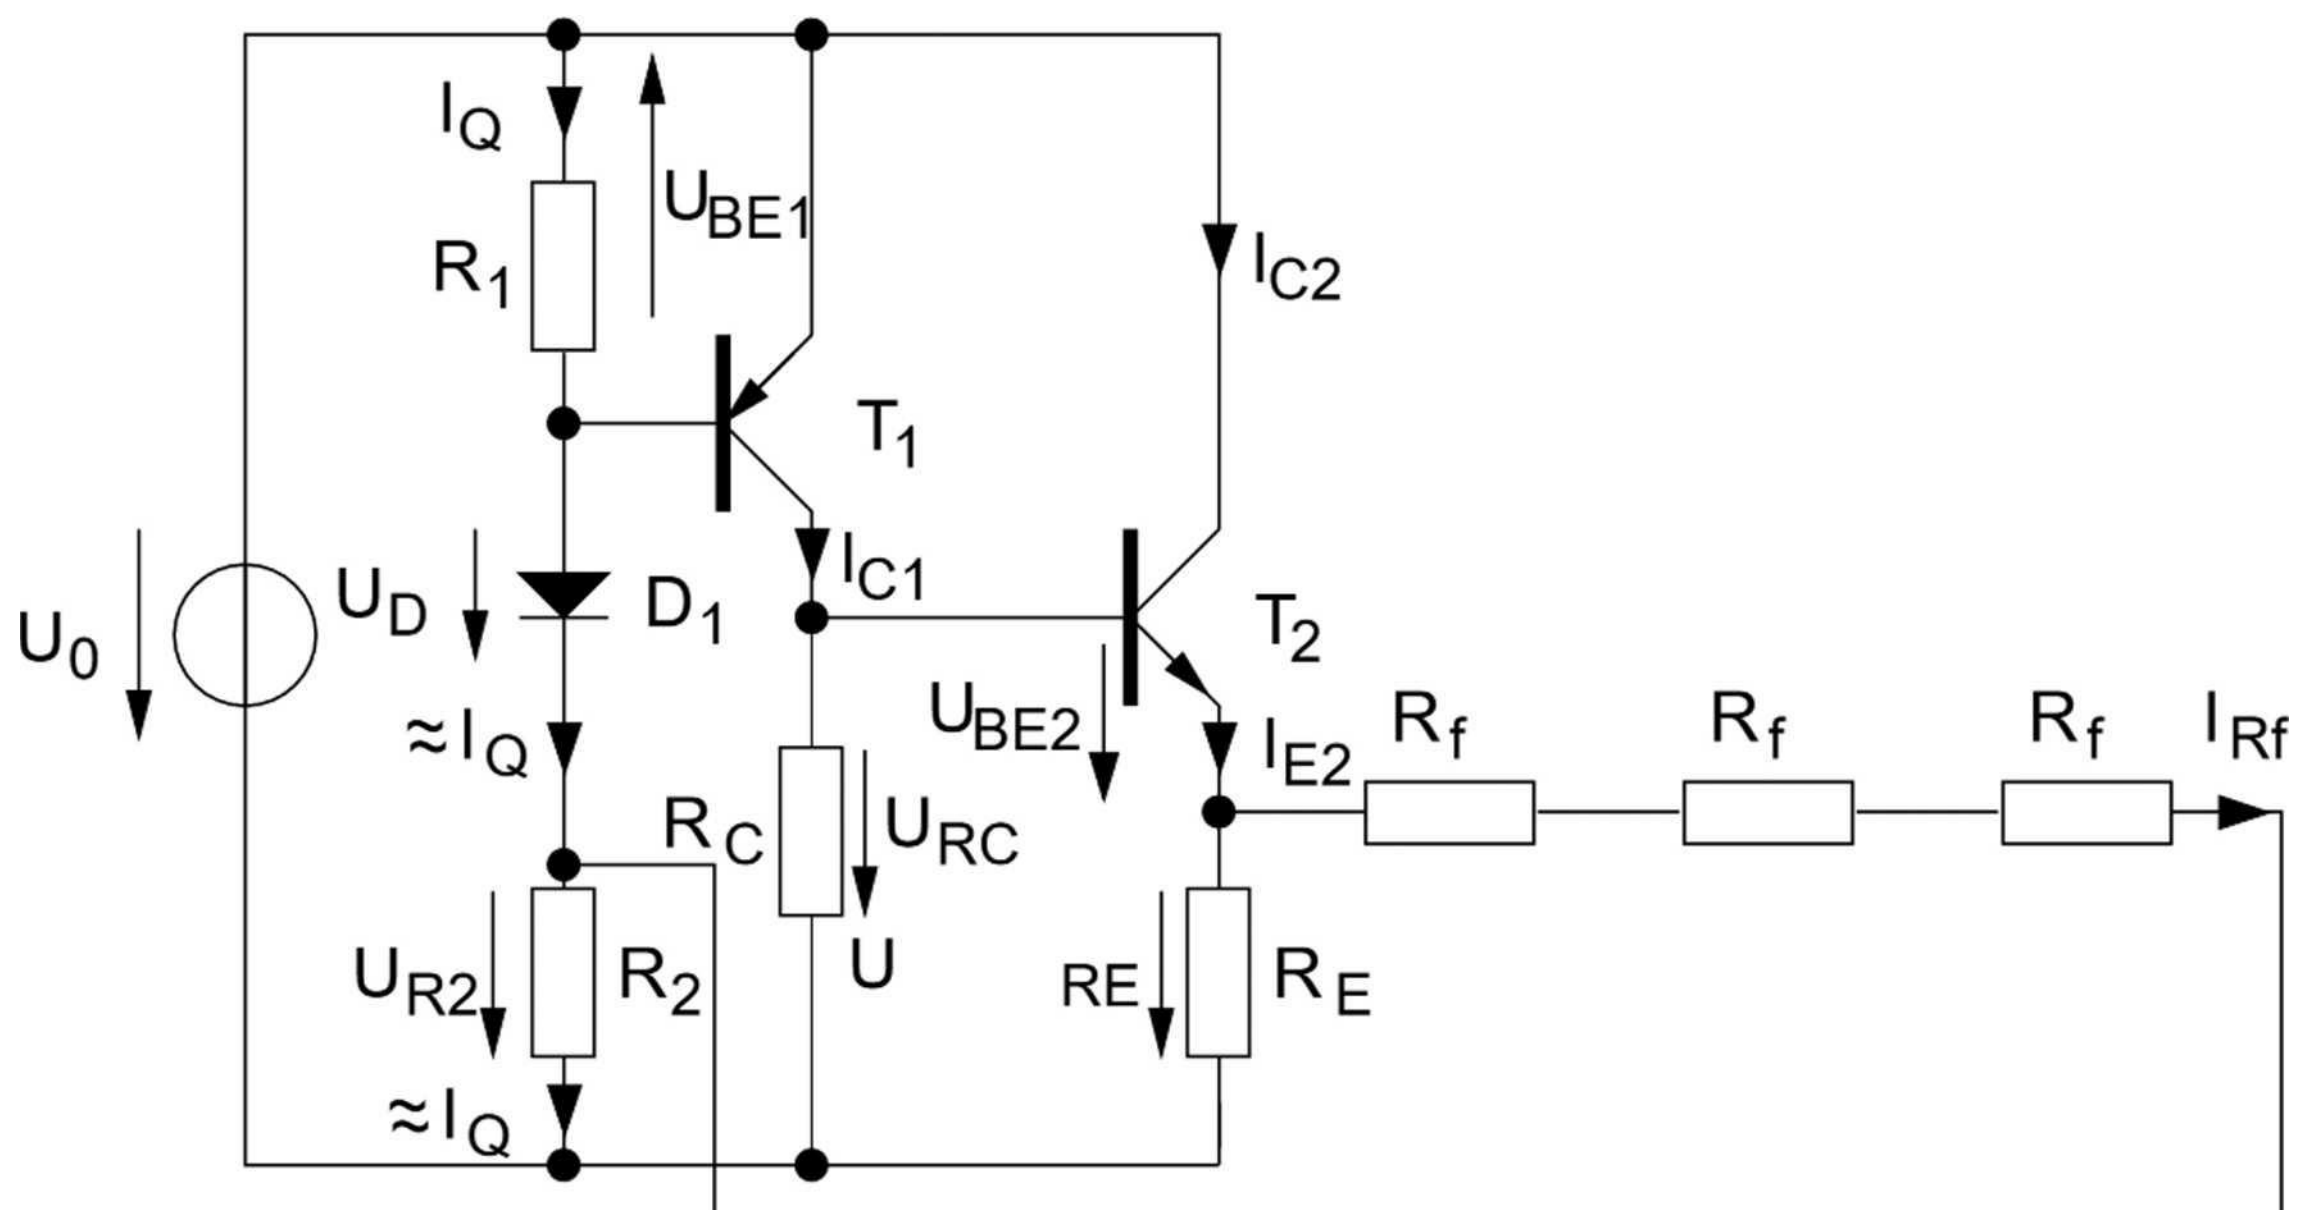 I_Q
U_BE1
R_1
I_C2
T_1
I_C1
U_D
D_1
U_0
T_2
U_BE2
≈ I_Q
I_E2
R_f
R_f
R_f
I_Rf
R_C
U_RC
U
U_R2
R_2
RE
R_E
≈ I_Q